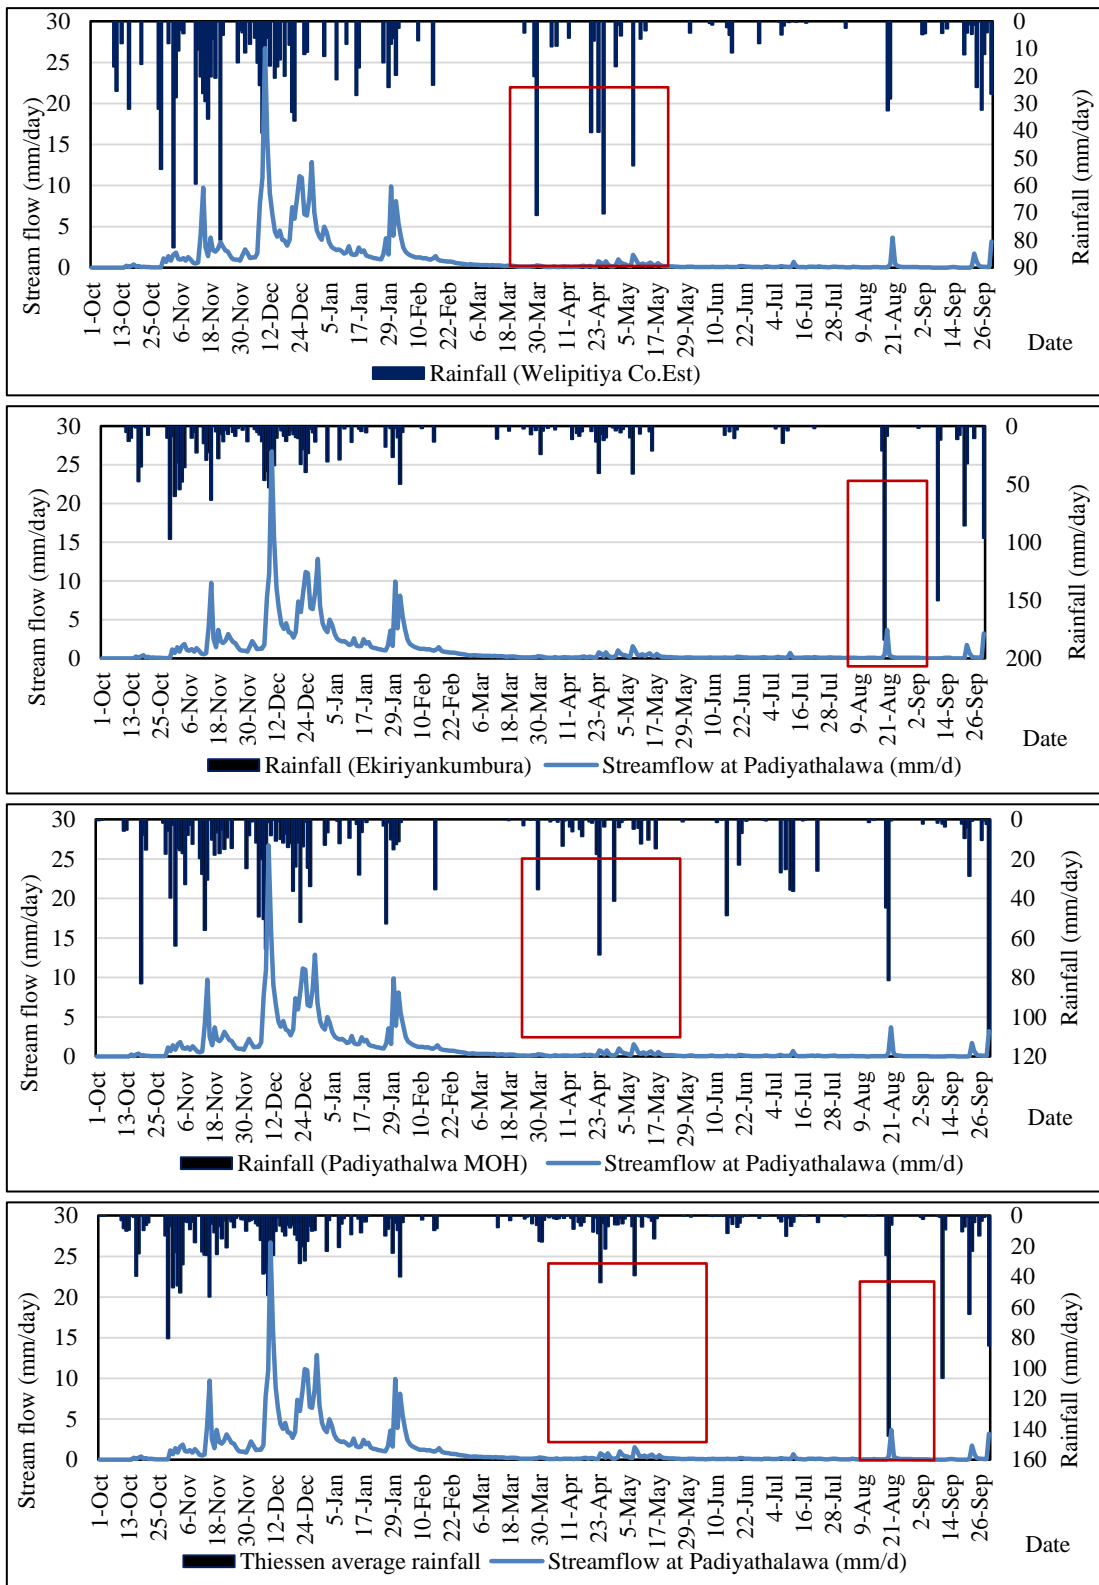 Stream flow (mm/day)
30
25
20
15
10
5
0
0
10
20
30
40
50
60
70
80
90
Rainfall (mm/day)
1-Oct
13-Oct
25-Oct
6-Nov
18-Nov
30-Nov
12-Dec
24-Dec
5-Jan
17-Jan
29-Jan
10-Feb
22-Feb
6-Mar
18-Mar
30-Mar
11-Apr
23-Apr
5-May
17-May
29-May
10-Jun
22-Jun
4-Jul
16-Jul
28-Jul
9-Aug
21-Aug
2-Sep
14-Sep
26-Sep
Date
Rainfall (Welipitiya Co.Est)
Stream flow (mm/day)
30
25
20
15
10
5
0
0
50
100
150
200
Rainfall (mm/day)
1-Oct
13-Oct
25-Oct
6-Nov
18-Nov
30-Nov
12-Dec
24-Dec
5-Jan
17-Jan
29-Jan
10-Feb
22-Feb
6-Mar
18-Mar
30-Mar
11-Apr
23-Apr
5-May
17-May
29-May
10-Jun
22-Jun
4-Jul
16-Jul
28-Jul
9-Aug
21-Aug
2-Sep
14-Sep
26-Sep
Date
Rainfall (Ekiriyankumbura) Streamflow at Padiyathalawa (mm/d)
Stream flow (mm/day)
30
25
20
15
10
5
0
0
20
40
60
80
100
120
Rainfall (mm/day)
1-Oct
13-Oct
25-Oct
6-Nov
18-Nov
30-Nov
12-Dec
24-Dec
5-Jan
17-Jan
29-Jan
10-Feb
22-Feb
6-Mar
18-Mar
30-Mar
11-Apr
23-Apr
5-May
17-May
29-May
10-Jun
22-Jun
4-Jul
16-Jul
28-Jul
9-Aug
21-Aug
2-Sep
14-Sep
26-Sep
Date
Rainfall (Padiyathalwa MOH) Streamflow at Padiyathalawa (mm/d)
Stream flow (mm/day)
30
25
20
15
10
5
0
0
20
40
60
80
100
120
140
160
Rainfall (mm/day)
1-Oct
13-Oct
25-Oct
6-Nov
18-Nov
30-Nov
12-Dec
24-Dec
5-Jan
17-Jan
29-Jan
10-Feb
22-Feb
6-Mar
18-Mar
30-Mar
11-Apr
23-Apr
5-May
17-May
29-May
10-Jun
22-Jun
4-Jul
16-Jul
28-Jul
9-Aug
21-Aug
2-Sep
14-Sep
26-Sep
Date
Thiessen average rainfall Streamflow at Padiyathalawa (mm/d)